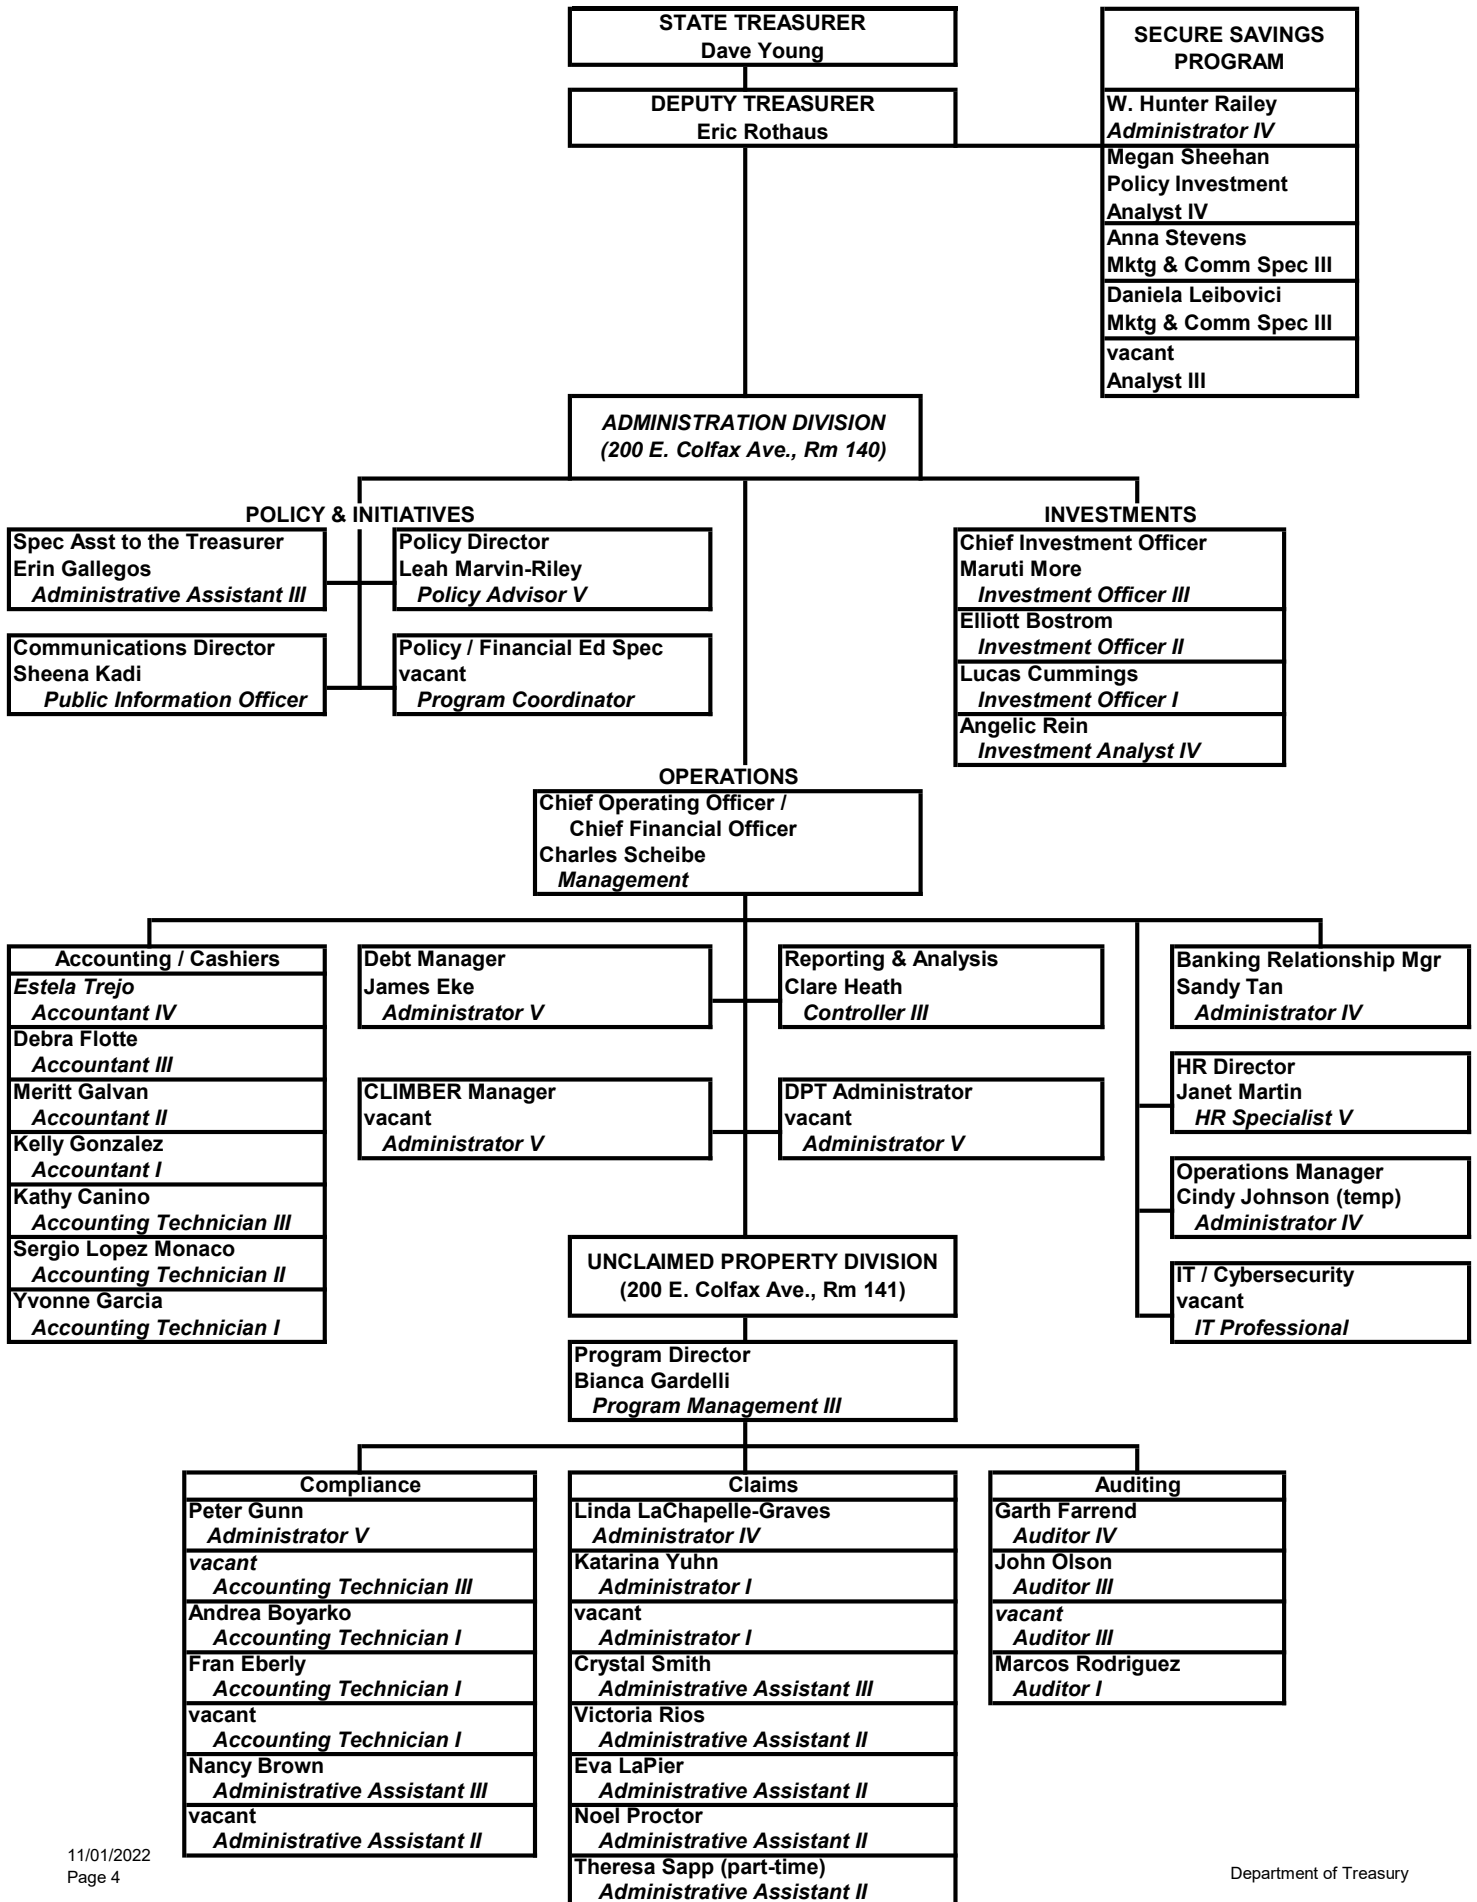 STATE TREASURER
Dave Young
DEPUTY TREASURER
Eric Rothaus
SECURE SAVINGS
PROGRAM
W. Hunter Railey
Administrator IV
Megan Sheehan
Policy Investment
Analyst IV
Anna Stevens
Mktg & Comm Spec III
Daniela Leibovici
Mktg & Comm Spec III
vacant
Analyst III
ADMINISTRATION DIVISION
(200 E. Colfax Ave., Rm 140)
POLICY & INITIATIVES
Spec Asst to the Treasurer
Erin Gallegos
Administrative Assistant III
Policy Director
Leah Marvin-Riley
Policy Advisor V
Communications Director
Sheena Kadi
Public Information Officer
Policy / Financial Ed Spec
vacant
Program Coordinator
INVESTMENTS
Chief Investment Officer
Maruti More
Investment Officer III
Elliott Bostrom
Investment Officer II
Lucas Cummings
Investment Officer I
Angelic Rein
Investment Analyst IV
OPERATIONS
Chief Operating Officer /
Chief Financial Officer
Charles Scheibe
Management
Accounting / Cashiers
Estela Trejo
Accountant IV
Debra Flotte
Accountant III
Meritt Galvan
Accountant II
Kelly Gonzalez
Accountant I
Kathy Canino
Accounting Technician III
Sergio Lopez Monaco
Accounting Technician II
Yvonne Garcia
Accounting Technician I
Debt Manager
James Eke
Administrator V
Reporting & Analysis
Clare Heath
Controller III
CLIMBER Manager
vacant
Administrator V
DPT Administrator
vacant
Administrator V
Banking Relationship Mgr
Sandy Tan
Administrator IV
HR Director
Janet Martin
HR Specialist V
Operations Manager
Cindy Johnson (temp)
Administrator IV
IT / Cybersecurity
vacant
IT Professional
UNCLAIMED PROPERTY DIVISION
(200 E. Colfax Ave., Rm 141)
Program Director
Bianca Gardelli
Program Management III
Compliance
Peter Gunn
Administrator V
vacant
Accounting Technician III
Andrea Boyarko
Accounting Technician I
Fran Eberly
Accounting Technician I
vacant
Accounting Technician I
Nancy Brown
Administrative Assistant III
vacant
Administrative Assistant II
Claims
Linda LaChapelle-Graves
Administrator IV
Katarina Yuhn
Administrator I
vacant
Administrator I
Crystal Smith
Administrative Assistant III
Victoria Rios
Administrative Assistant II
Eva LaPier
Administrative Assistant II
Noel Proctor
Administrative Assistant II
Theresa Sapp (part-time)
Administrative Assistant II
Auditing
Garth Farrend
Auditor IV
John Olson
Auditor III
vacant
Auditor III
Marcos Rodriguez
Auditor I
11/01/2022
Page 4
Department of Treasury